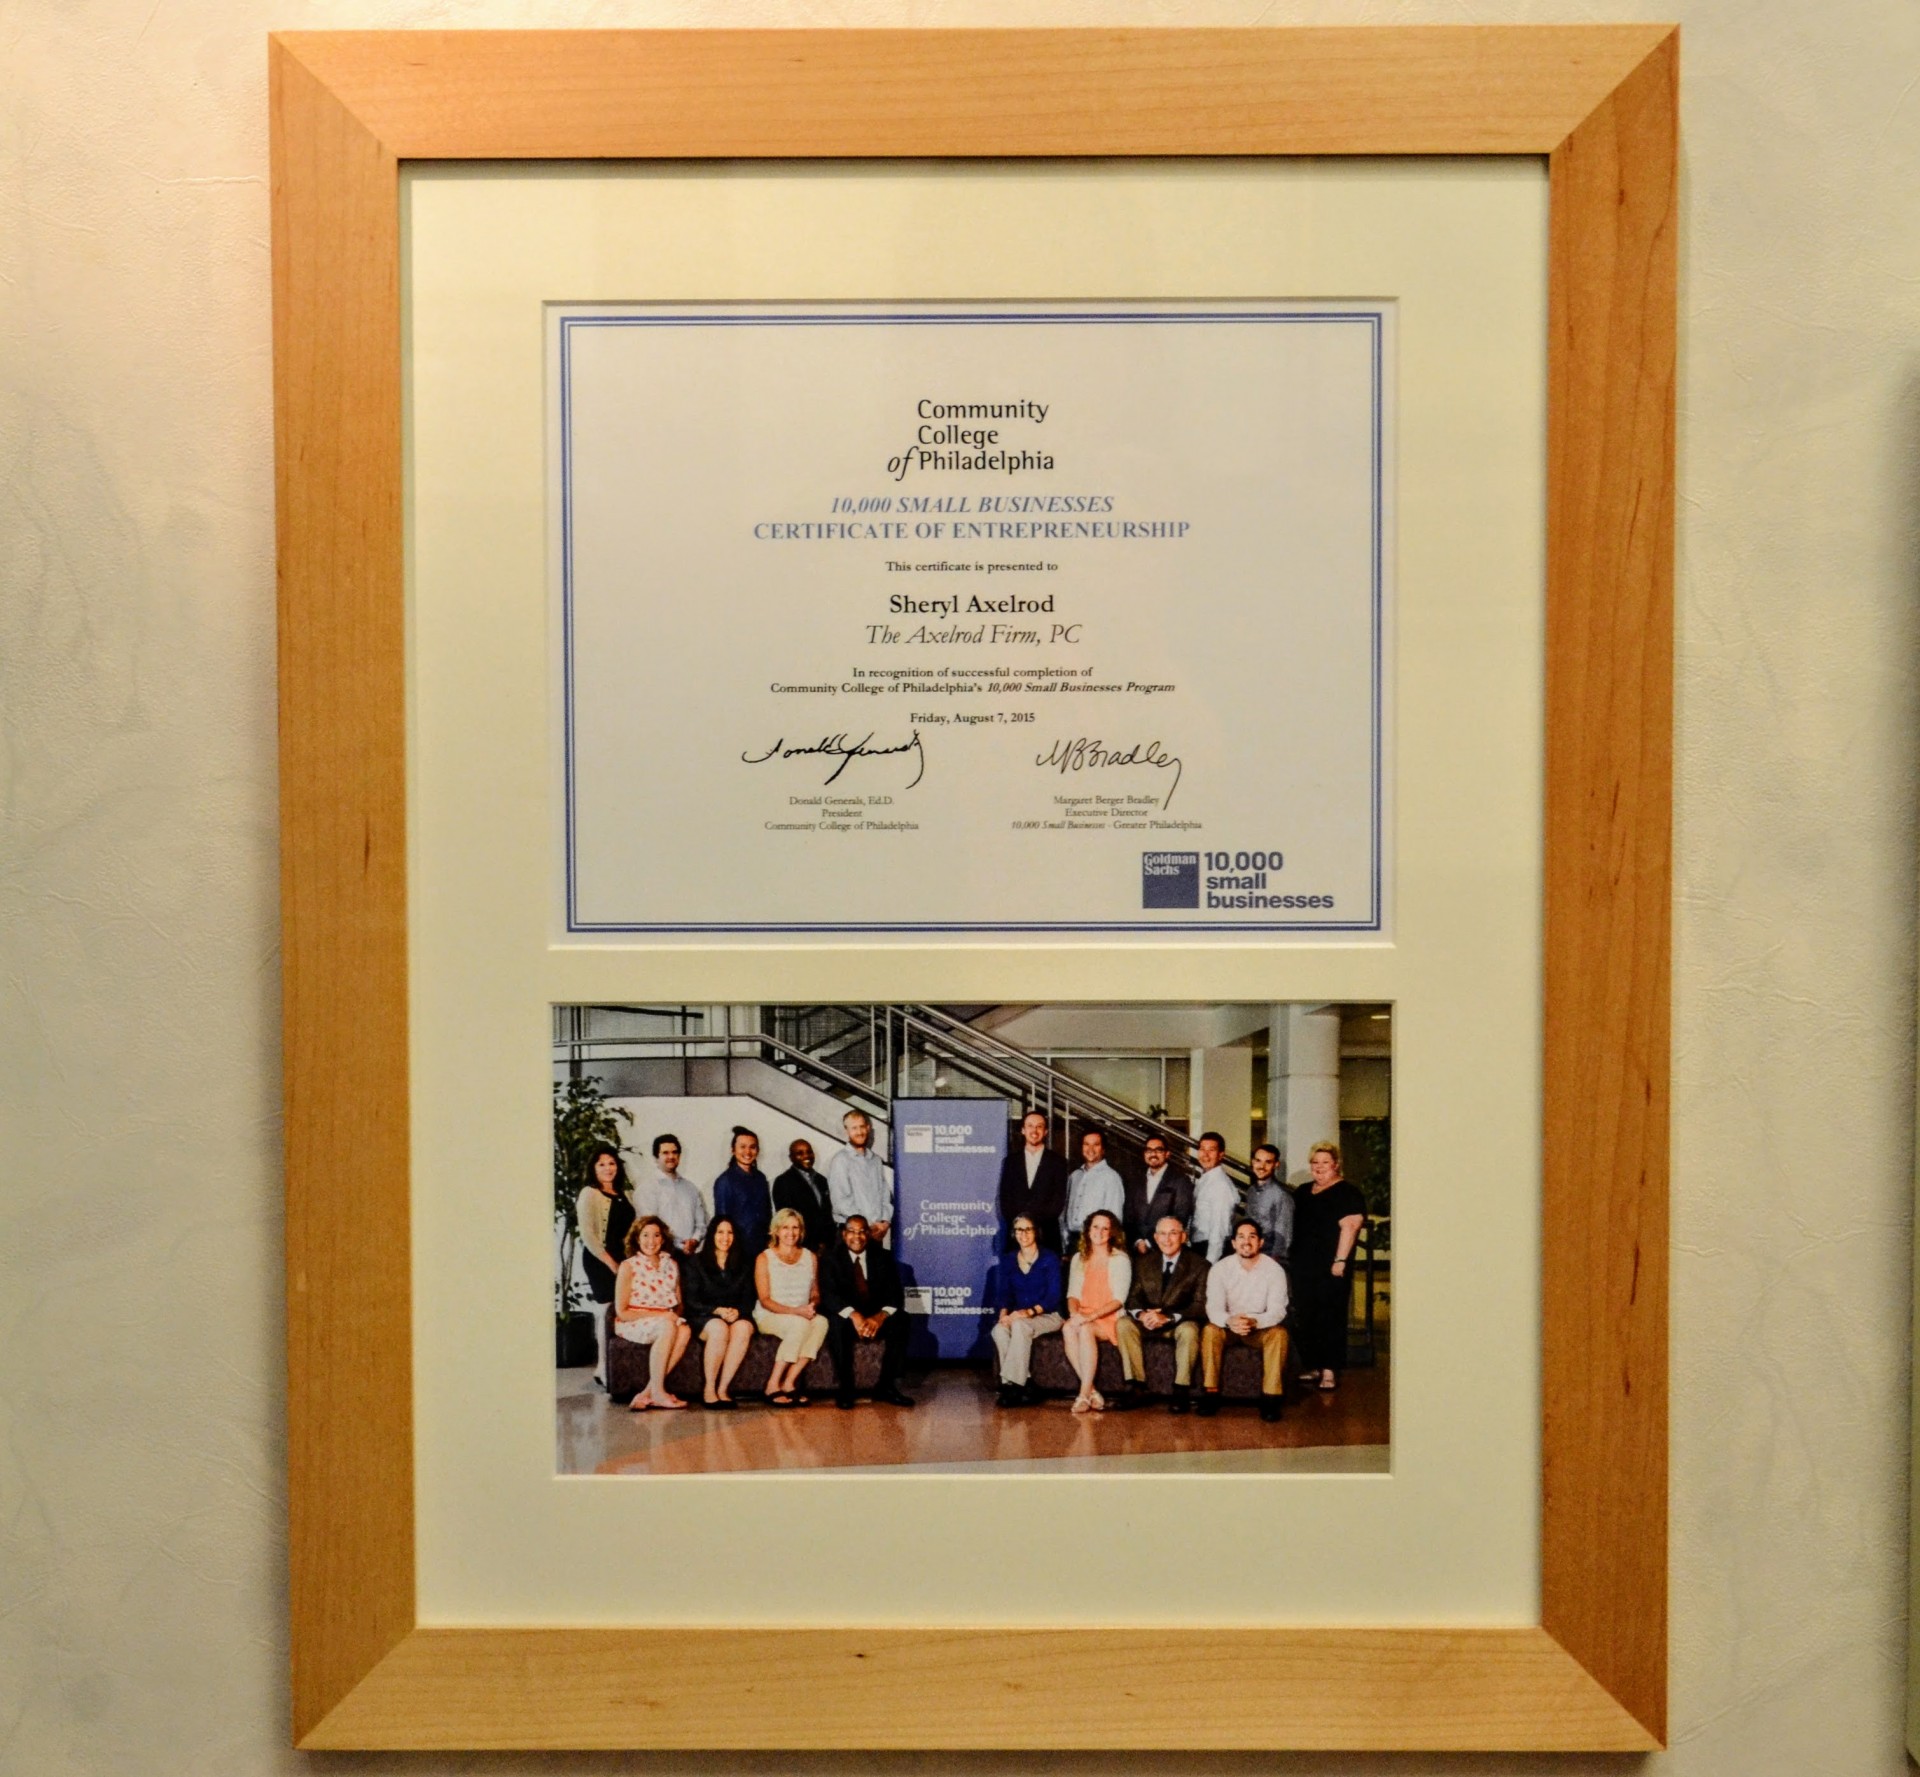 Community
College
of Philadelphia
10,000 SMALL BUSINESSES
CERTIFICATE OF ENTREPRENEURSHIP
This certificate is presented to
Sheryl Axelrod
The Axelrod Firm, PC
In recognition of successful completion of
Community College of Philadelphia's 10,000 Small Businesses Program
Friday, August 7, 2015
Donald Generals, Ed.D.
President
Community College of Philadelphia
MBBradley
Margaret Berger Bradley
Executive Director
10,000 Small Businesses - Greater Philadelphia
Goldman
Sachs
10,000
small
businesses
Goldman
Sachs
10,000
small
businesses
Community
College
of Philadelphia
10,000
small
businesses